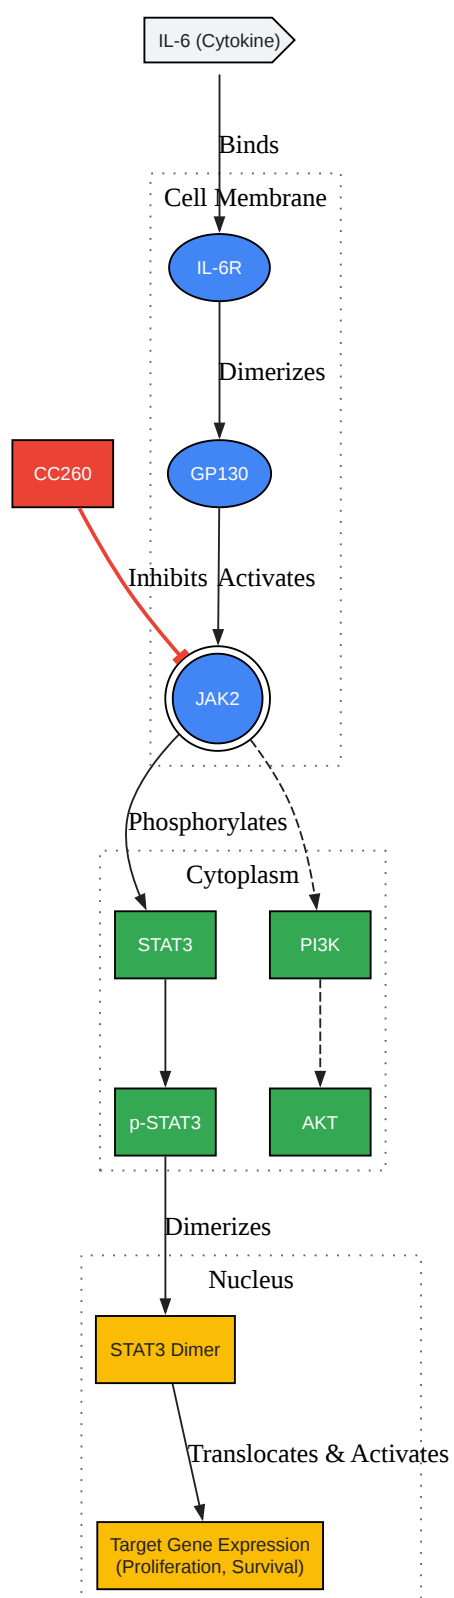 IL-6 (Cytokine)
Binds
Cell Membrane
IL-6R
Dimerizes
CC260
GP130
Inhibits
Activates
JAK2
Phosphorylates
Cytoplasm
STAT3
PI3K
p-STAT3
AKT
Dimerizes
Nucleus
STAT3 Dimer
Translocates & Activates
Target Gene Expression
(Proliferation, Survival)